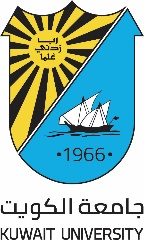 رب
زدني
علما
• 1966 •
جامعة الكويت
KUWAIT UNIVERSITY